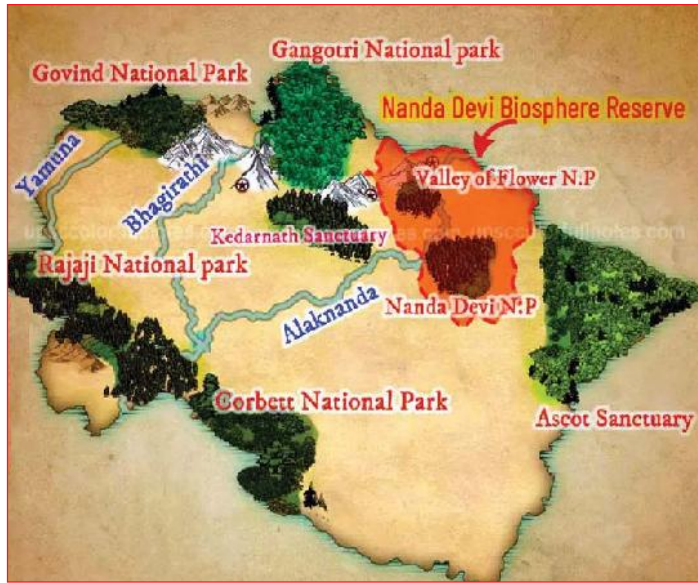 Gangotri National park
Govind National Park
Nanda Devi Biosphere Reserve
Yamuna
Bhagirathi
Valley of Flower N.P
Kedarnath Sanctuary
Rajaji National park
Nanda Devi N.P
Alaknanda
Corbett National Park
Ascot Sanctuary